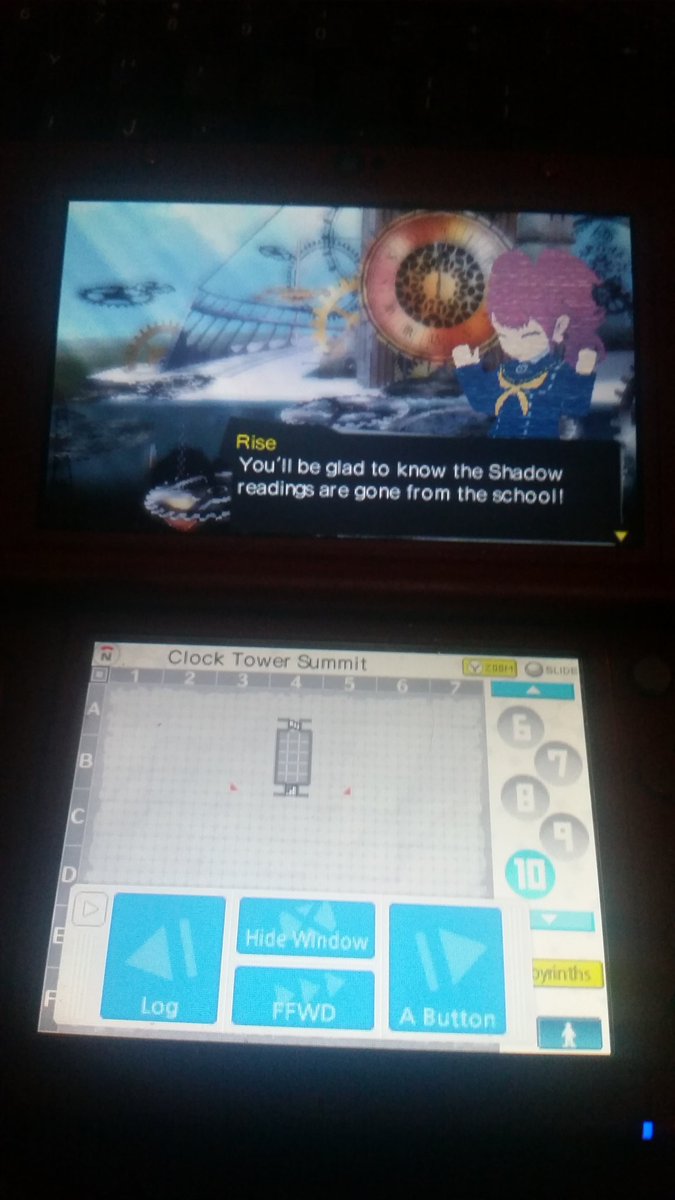 Rise
You'll be glad to know the Shadow
readings are gone from the school!
N
Clock Tower Summit
Y ZOOM
SLIDE
1 2 3 4 5 6 7
A
B
C
D
E
F
6
7
8
9
10
byrinths
Log
Hide Window
FFWD
A Button